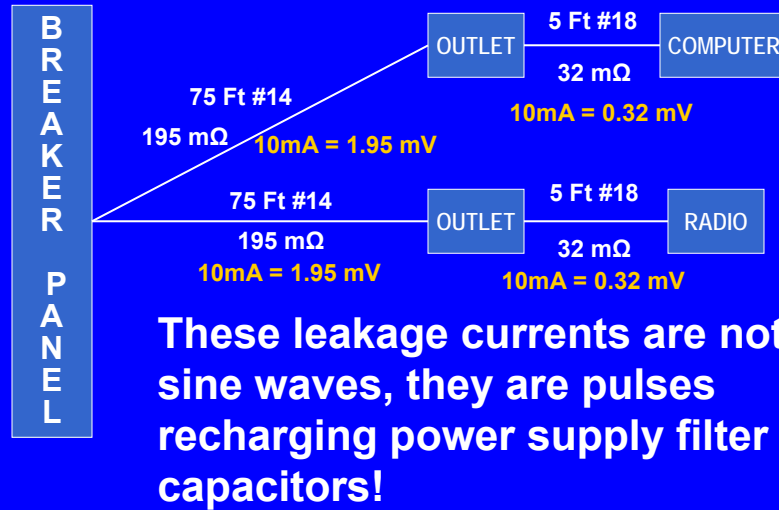 BREAKER PANEL
OUTLET
5 Ft #18
COMPUTER
32 mΩ
10mA = 0.32 mV
75 Ft #14
195 mΩ
10mA = 1.95 mV
75 Ft #14
195 mΩ
10mA = 1.95 mV
OUTLET
5 Ft #18
RADIO
32 mΩ
10mA = 0.32 mV
These leakage currents are not
sine waves, they are pulses
recharging power supply filter
capacitors!